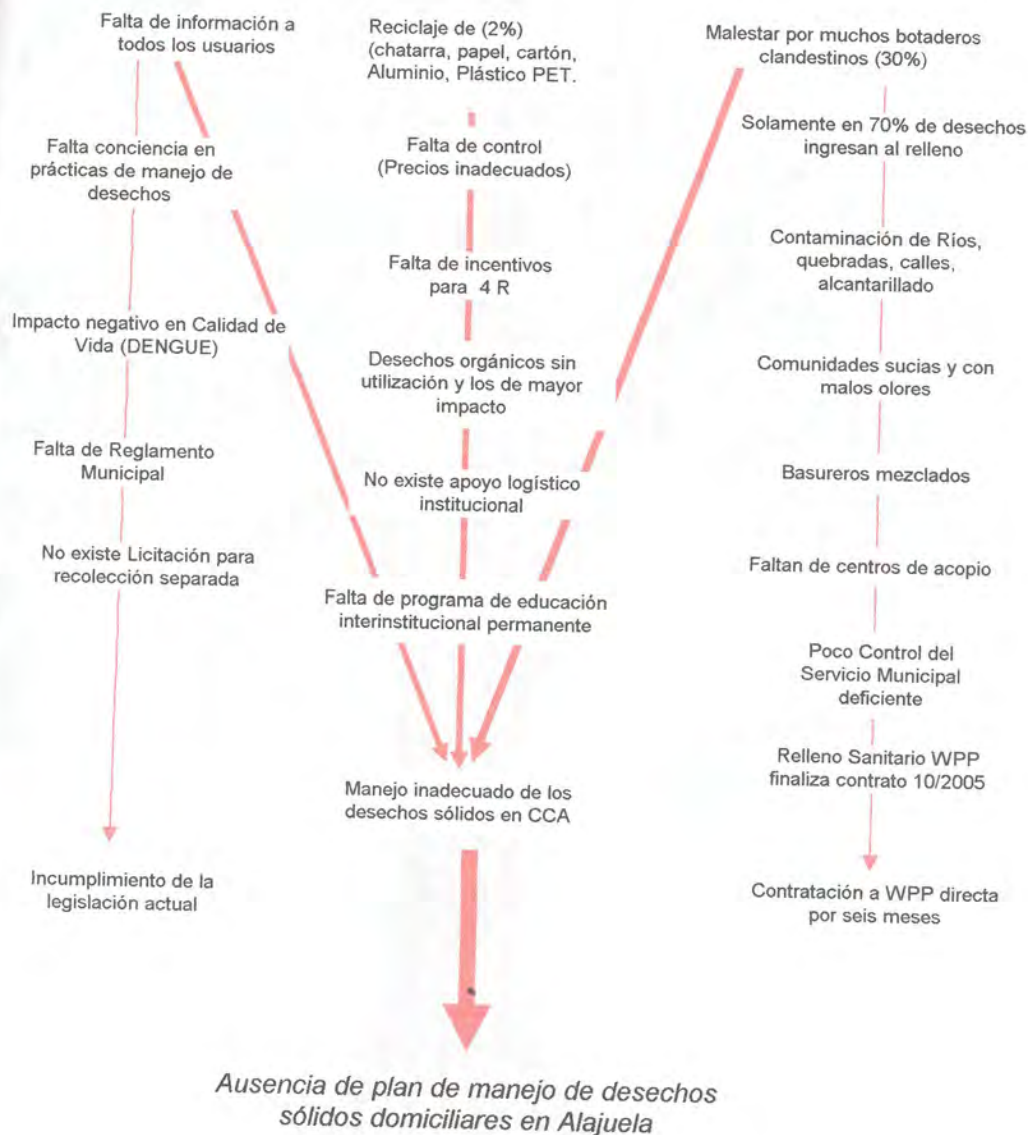 Falta de información a
todos los usuarios
Falta conciencia en
prácticas de manejo de
desechos
Impacto negativo en Calidad de
Vida (DENGUE)
Falta de Reglamento
Municipal
No existe Licitación para
recolección separada
Incumplimiento de la
legislación actual
Reciclaje de (2%)
(chatarra, papel, cartón,
Aluminio, Plástico PET.
Falta de control
(Precios inadecuados)
Falta de incentivos
para 4 R
Desechos orgánicos sin
utilización y los de mayor
impacto
No existe apoyo logístico
institucional
Falta de programa de educación
interinstitucional permanente
Manejo inadecuado de los
desechos sólidos en CCA
Malestar por muchos botaderos
clandestinos (30%)
Solamente en 70% de desechos
ingresan al relleno
Contaminación de Ríos,
quebradas, calles,
alcantarillado
Comunidades sucias y con
malos olores
Basureros mezclados
Faltan de centros de acopio
Poco Control del
Servicio Municipal
deficiente
Relleno Sanitario WPP
finaliza contrato 10/2005
Contratación a WPP directa
por seis meses
Ausencia de plan de manejo de desechos
sólidos domiciliares en Alajuela